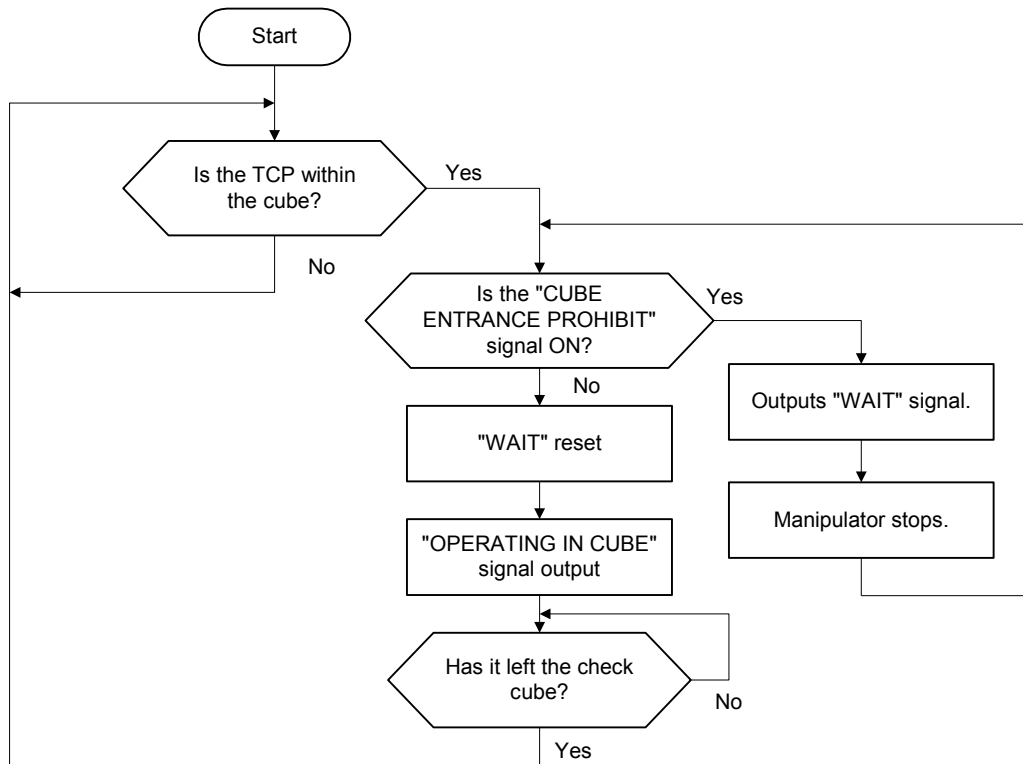 Start
Is the TCP within
the cube?
Yes
No
Is the "CUBE
ENTRANCE PROHIBIT"
signal ON?
Yes
No
Outputs "WAIT" signal.
"WAIT" reset
Manipulator stops.
"OPERATING IN CUBE"
signal output
Has it left the check
cube?
No
Yes